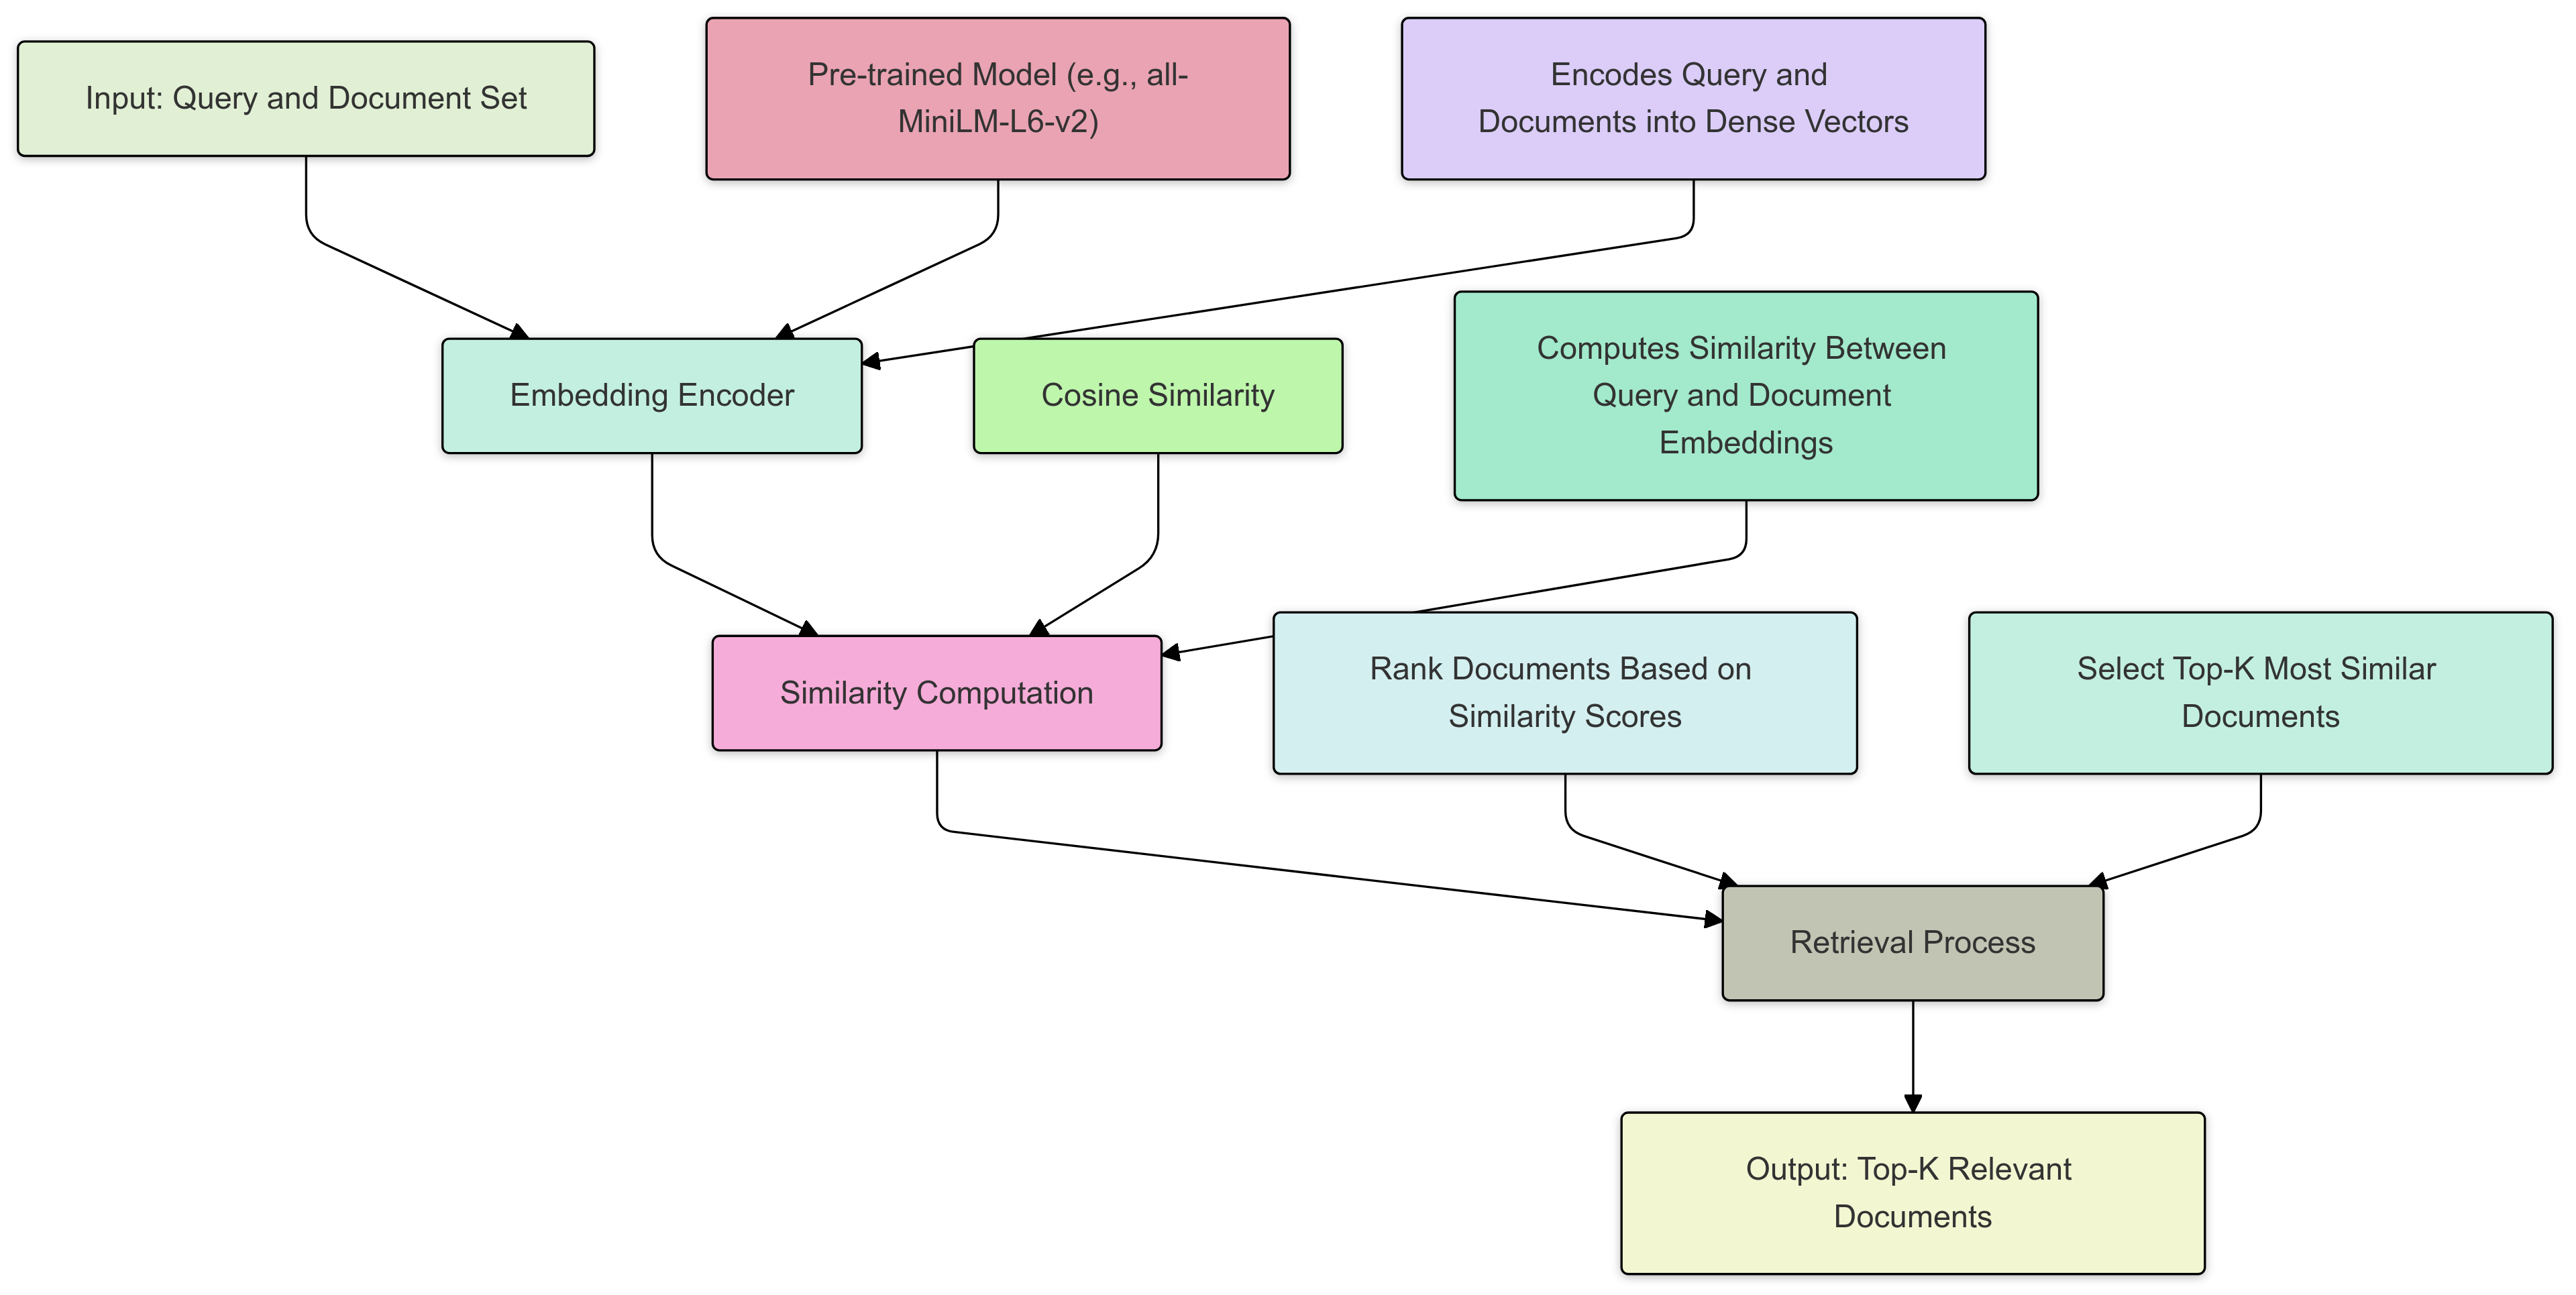 Input: Query and Document Set
Pre-trained Model (e.g., all-
MiniLM-L6-v2)
Encodes Query and
Documents into Dense Vectors
Embedding Encoder
Cosine Similarity
Computes Similarity Between
Query and Document
Embeddings
Similarity Computation
Rank Documents Based on
Similarity Scores
Select Top-K Most Similar
Documents
Retrieval Process
Output: Top-K Relevant
Documents